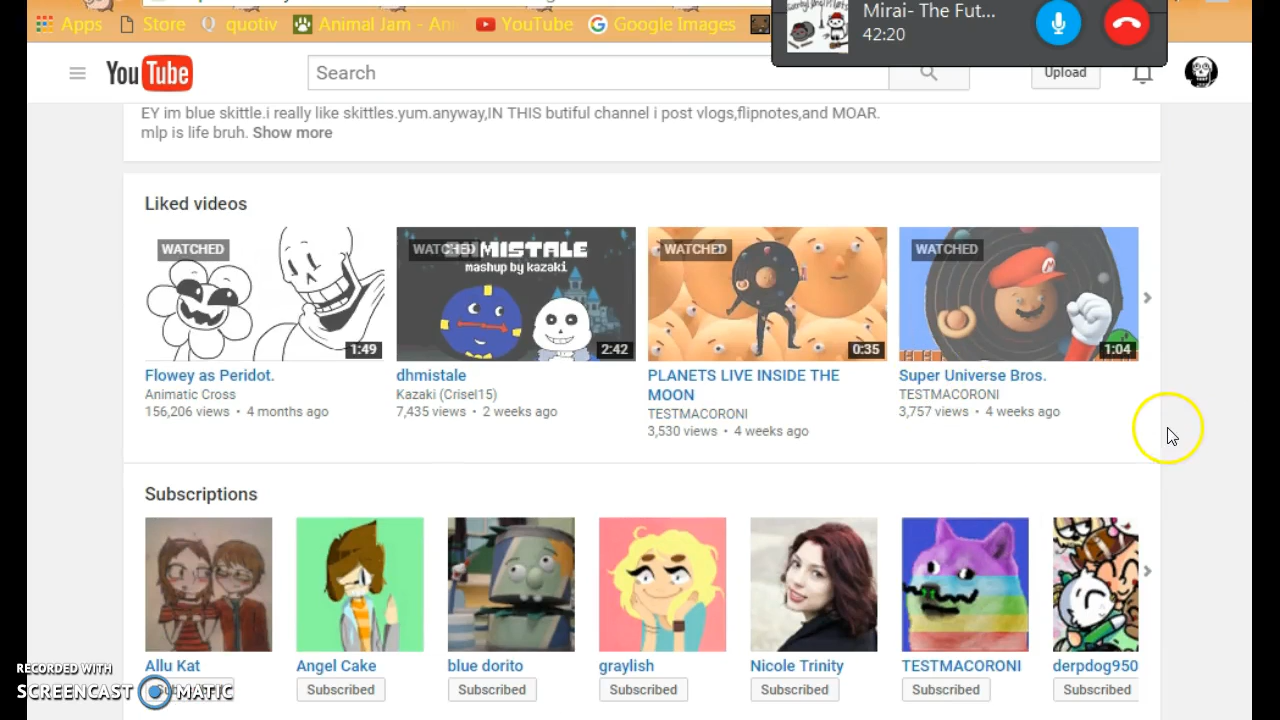 Mirai- The Fut...
42:20
Apps Store quotiv Animal Jam - An YouTube Google Images
YouTube Search Upload
EY im blue skittle.i really like skittles.yum.anyway,IN THIS butiful channel i post vlogs,flipnotes,and MOAR.
mlp is life bruh. Show more
Liked videos
WATCHED WATCHED WATCHED WATCHED
MISTALE
mashup by kazaki
M
1:49 2:42 0:35 1:04
Flowey as Peridot. dhmistale PLANETS LIVE INSIDE THE Super Universe Bros.
Animatic Cross Kazaki (Crisel15) MOON TESTMACORONI
156,206 views • 4 months ago 7,435 views • 2 weeks ago TESTMACORONI 3,757 views • 4 weeks ago
3,530 views • 4 weeks ago
Subscriptions
Allu Kat Angel Cake blue dorito graylish Nicole Trinity TESTMACORONI derpdog950
Subscribed Subscribed Subscribed Subscribed Subscribed Subscribed
RECORDED WITH
SCREENCAST MATIC